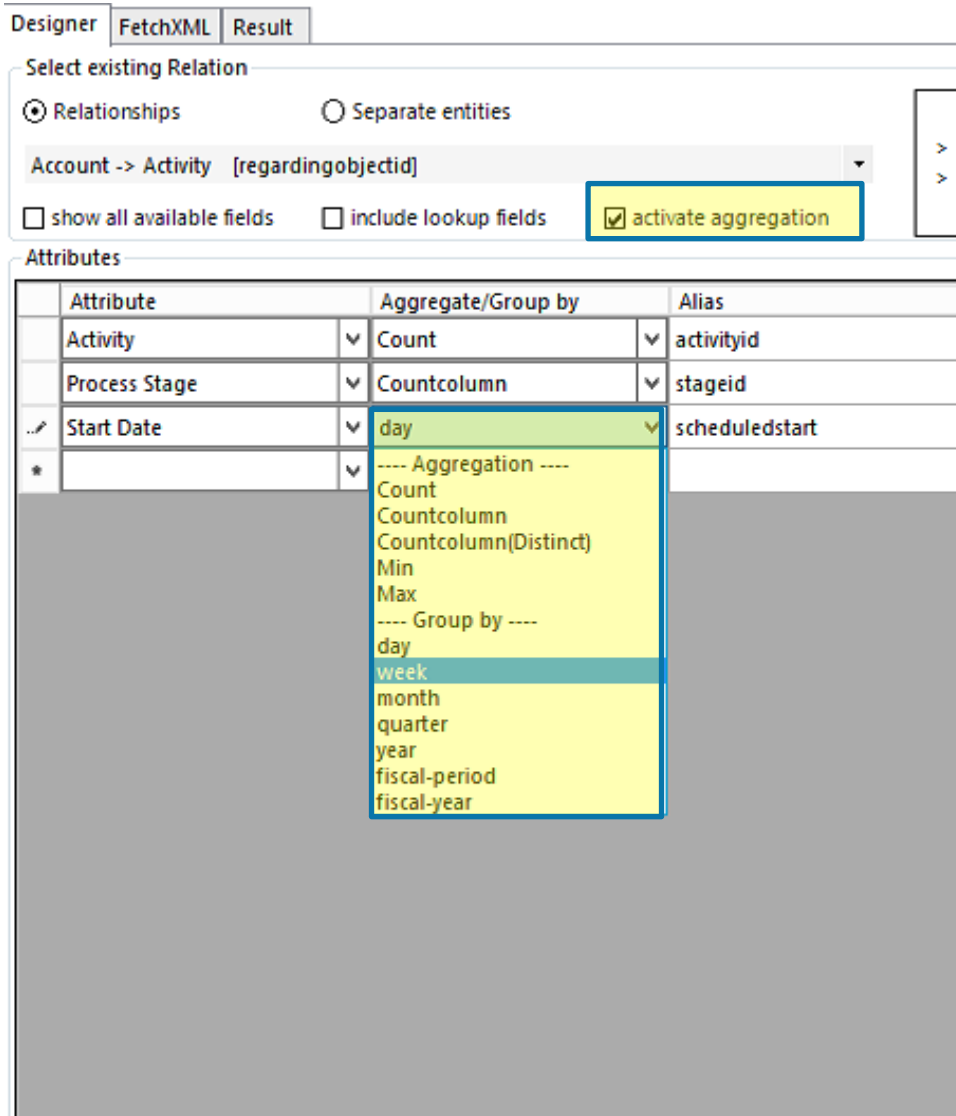 Designer FetchXML Result
Select existing Relation
Relationships Separate entities
Account -> Activity [regardingobjectid]
>
>
show all available fields include lookup fields activate aggregation
Attributes
Attribute Aggregate/Group by Alias
Activity Count activityid
Process Stage Countcolumn stageid
Start Date day scheduledstart
---- Aggregation ----
Count
Countcolumn
Countcolumn(Distinct)
Min
Max
---- Group by ----
day
week
month
quarter
year
fiscal-period
fiscal-year